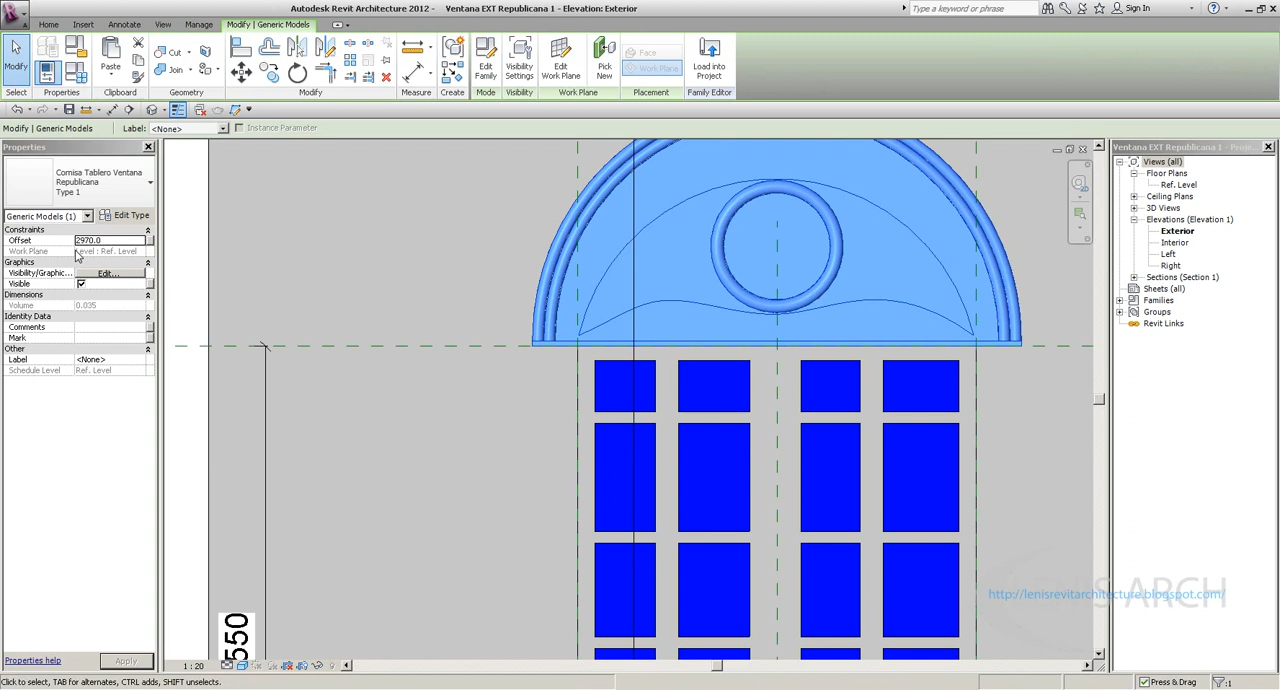 Autodesk Revit Architecture 2012 - Ventana EXT Republicana 1 - Elevation: Exterior
Type a keyword or phrase
Sign In
Home Insert Annotate View Manage Modify | Generic Models
Modify Paste Cut Join Edit Family Visibility Settings Edit Work Plane Pick New Face Work Plane Load into Project
Select Properties Clipboard Geometry Modify Measure Create Mode Visibility Work Plane Placement Family Editor
Modify | Generic Models Label: <None> Instance Parameter
Properties
Cornisa Tablero Ventana
Republicana
Type 1
Generic Models (1) Edit Type
Constraints
Offset 2970.0
Work Plane Level : Ref. Level
Graphics
Visibility/Graphic... Edit...
Visible
Dimensions
Volume 0.035
Identity Data
Comments
Mark
Other
Label <None>
Schedule Level Ref. Level
Properties help Apply
550
1 : 20
ARCH
http://lenisrevitarchitecture.blogspot.com/
Ventana EXT Republicana 1 - Proje...
Views (all)
Floor Plans
Ref. Level
Ceiling Plans
3D Views
Elevations (Elevation 1)
Exterior
Interior
Left
Right
Sections (Section 1)
Sheets (all)
Families
Groups
Revit Links
Click to select, TAB for alternates, CTRL adds, SHIFT unselects.
Press & Drag
:1